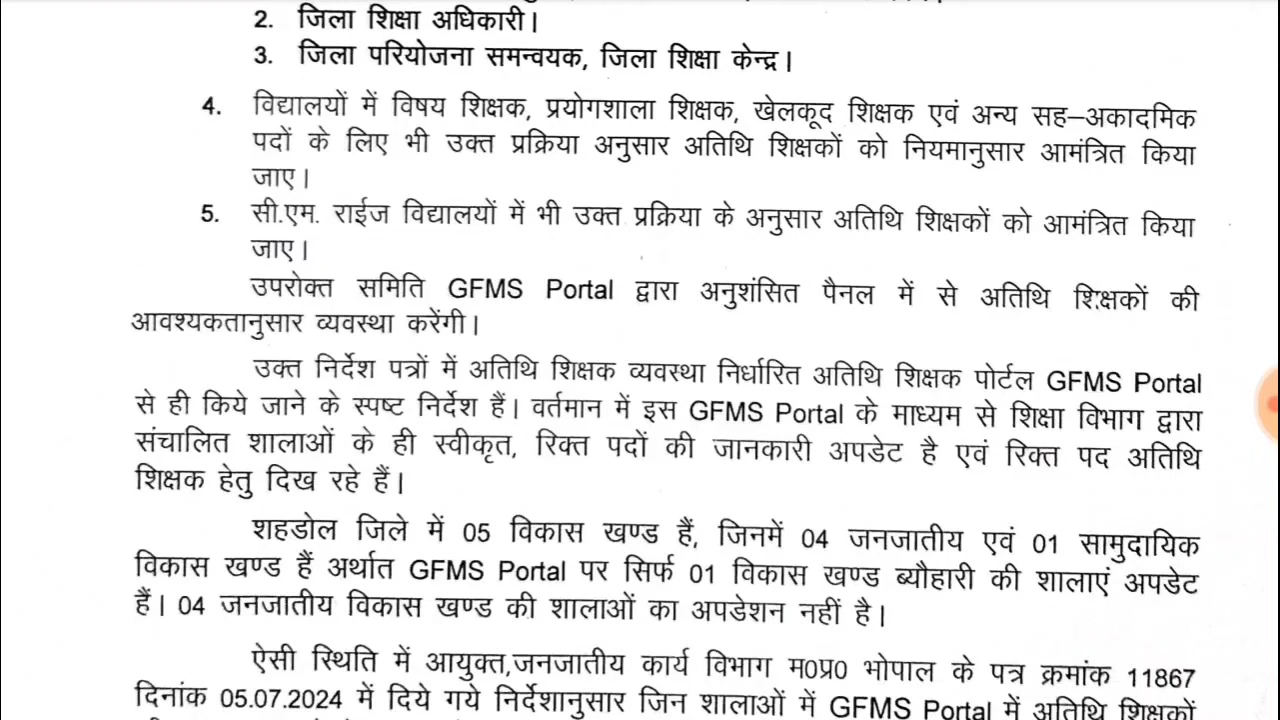 2. जिला शिक्षा अधिकारी।
3. जिला परियोजना समन्वयक, जिला शिक्षा केन्द्र।
4. विद्यालयों में विषय शिक्षक, प्रयोगशाला शिक्षक, खेलकूद शिक्षक एवं अन्य सह–अकादमिक
पदों के लिए भी उक्त प्रक्रिया अनुसार अतिथि शिक्षकों को नियमानुसार आमंत्रित किया
जाए।
5. सी.एम. राईज विद्यालयों में भी उक्त प्रक्रिया के अनुसार अतिथि शिक्षकों को आमंत्रित किया
जाए।
उपरोक्त समिति GFMS Portal द्वारा अनुशंसित पैनल में से अतिथि शिक्षकों की
आवश्यकतानुसार व्यवस्था करेंगी।
उक्त निर्देश पत्रों में अतिथि शिक्षक व्यवस्था निर्धारित अतिथि शिक्षक पोर्टल GFMS Portal
से ही किये जाने के स्पष्ट निर्देश हैं। वर्तमान में इस GFMS Portal के माध्यम से शिक्षा विभाग द्वारा
संचालित शालाओं के ही स्वीकृत, रिक्त पदों की जानकारी अपडेट है एवं रिक्त पद अतिथि
शिक्षक हेतु दिख रहे हैं।
शहडोल जिले में 05 विकास खण्ड हैं, जिनमें 04 जनजातीय एवं 01 सामुदायिक
विकास खण्ड हैं अर्थात GFMS Portal पर सिर्फ 01 विकास खण्ड ब्यौहारी की शालाएं अपडेट
हैं। 04 जनजातीय विकास खण्ड की शालाओं का अपडेशन नहीं है।
ऐसी स्थिति में आयुक्त,जनजातीय कार्य विभाग म0प्र0 भोपाल के पत्र क्रमांक 11867
दिनांक 05.07.2024 में दिये गये निर्देशानुसार जिन शालाओं में GFMS Portal में अतिथि शिक्षकों